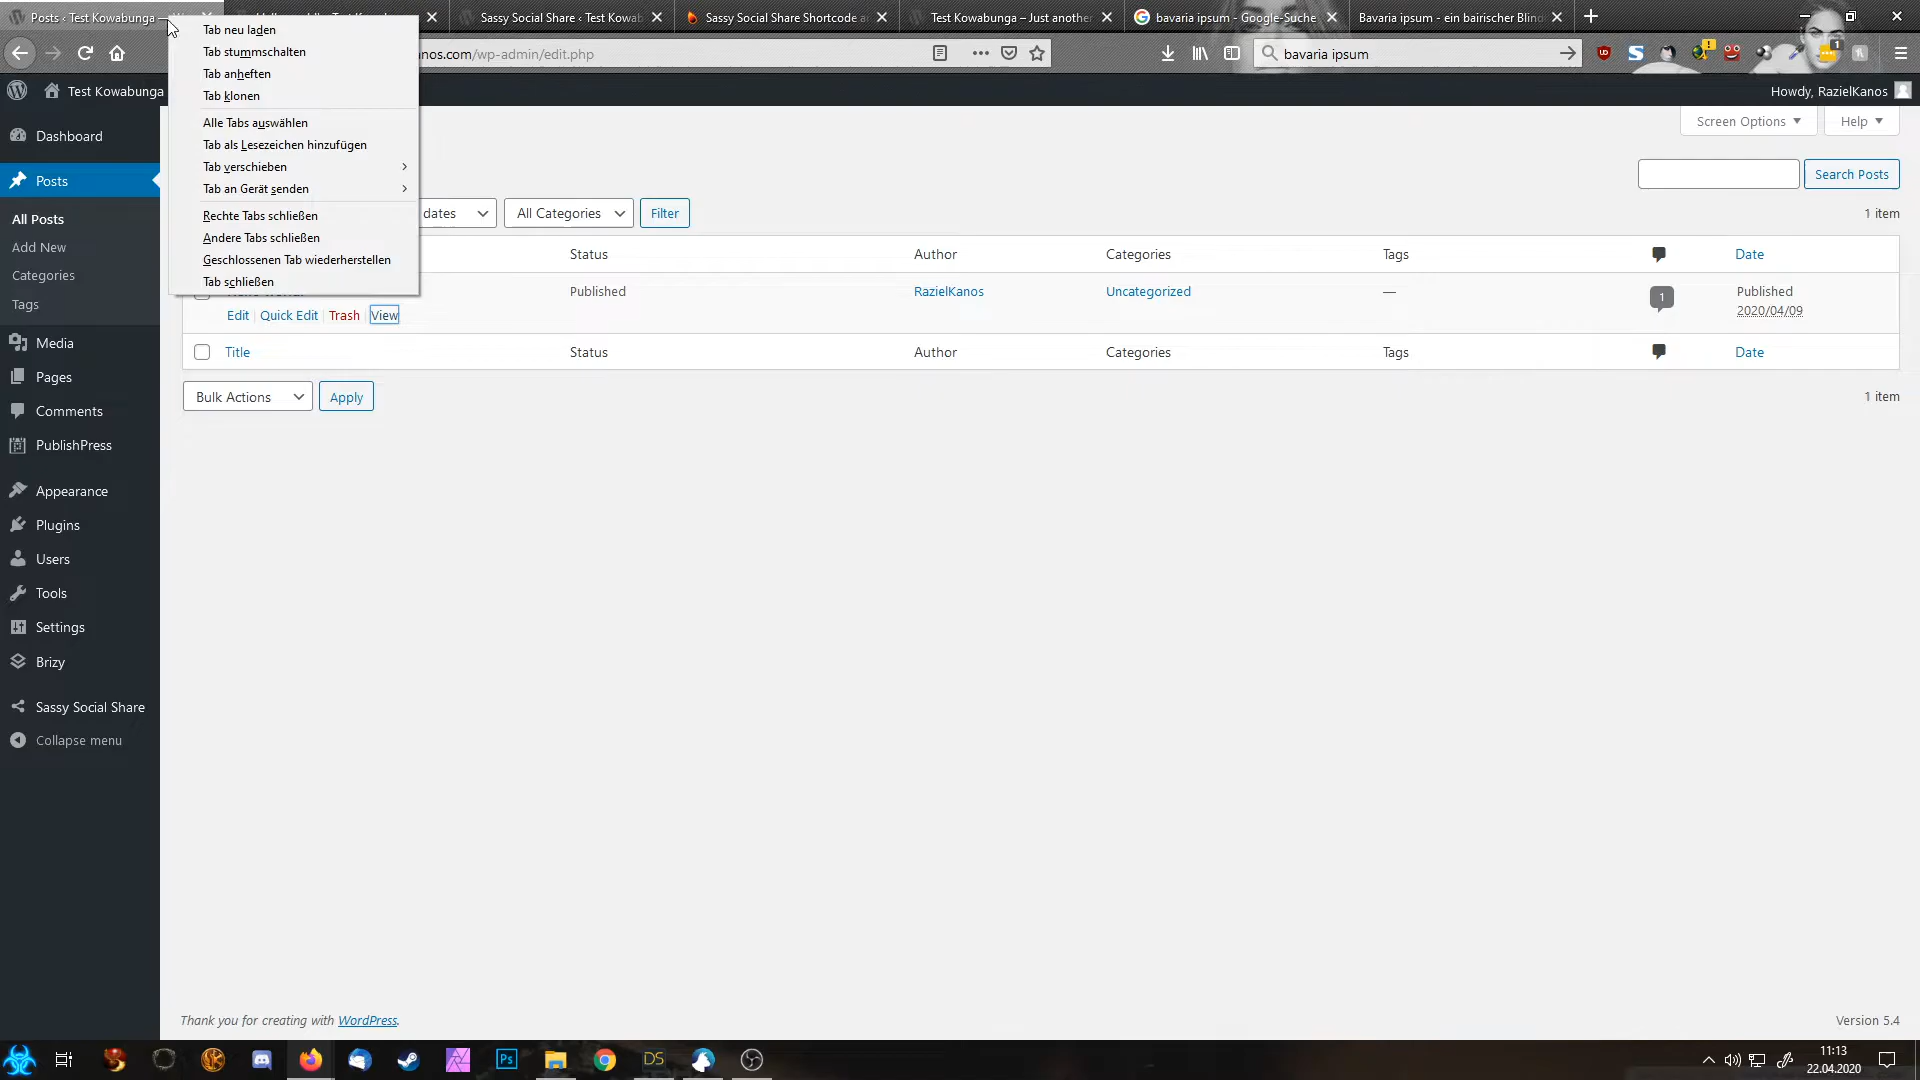 Posts ‹ Test Kowabunga —
Sassy Social Share ‹ Test Kowab
Sassy Social Share Shortcode a
Test Kowabunga – Just another
bavaria ipsum - Google-Suche
Bavaria ipsum - ein bairischer Blind
Tab neu laden
Tab stummschalten
Tab anheften
Tab klonen
Alle Tabs auswählen
Tab als Lesezeichen hinzufügen
Tab verschieben
Tab an Gerät senden
Rechte Tabs schließen
Andere Tabs schließen
Geschlossenen Tab wiederherstellen
Tab schließen
anos.com/wp-admin/edit.php
bavaria ipsum
Test Kowabunga
Howdy, RazielKanos
Screen Options
Help
Dashboard
Posts
All Posts
Add New
Categories
Tags
Media
Pages
Comments
PublishPress
Appearance
Plugins
Users
Tools
Settings
Brizy
Sassy Social Share
Collapse menu
Search Posts
dates
All Categories
Filter
1 item
Status
Author
Categories
Tags
Date
Published
RazielKanos
Uncategorized
—
1
Published
2020/04/09
Edit | Quick Edit | Trash | View
Title
Status
Author
Categories
Tags
Date
Bulk Actions
Apply
1 item
Thank you for creating with WordPress.
Version 5.4
Ps
DS
11:13
22.04.2020